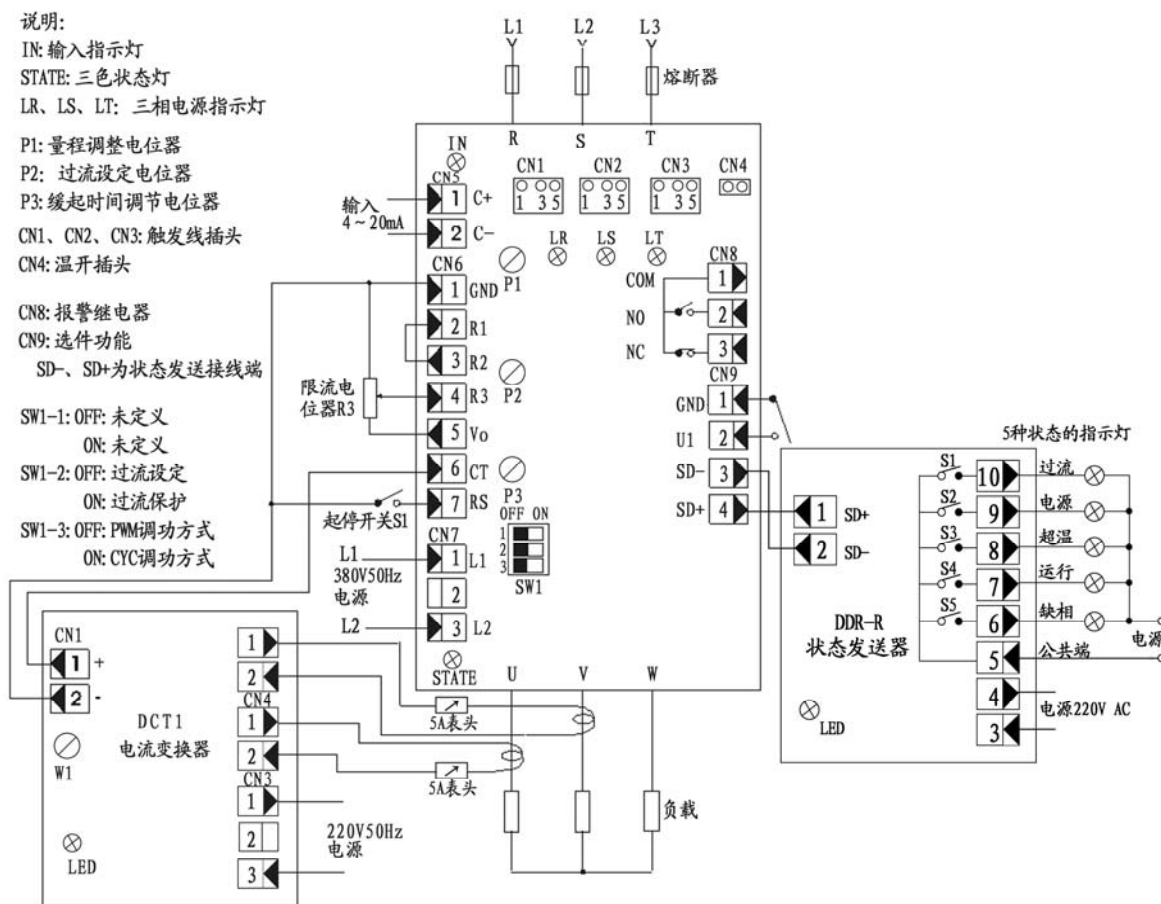 说明:
IN: 输入指示灯
STATE: 三色状态灯
LR、LS、LT: 三相电源指示灯
P1: 量程调整电位器
P2: 过流设定电位器
P3: 缓起时间调节电位器
CN1、CN2、CN3: 触发线插头
CN4: 温开插头
CN8: 报警继电器
CN9: 选件功能
SD-、SD+为状态发送接线端
SW1-1: OFF: 未定义
ON: 未定义
SW1-2: OFF: 过流设定
ON: 过流保护
SW1-3: OFF: PWM调功方式
ON: CYC调功方式
L1 L2 L3
熔断器
R S T
IN
CN1 CN2 CN3 CN4
1 3 5 1 3 5 1 3 5
CN5
输入
4～20mA
1 C+
2 C-
LR LS LT
P1
CN6
1 GND
2 R1
3 R2
限流电
位器R3
4 R3
5 Vo
6 CT
起停开关S1
7 RS
P2
P3
OFF ON
1
2
3
SW1
CN7
L1
1 L1
380V50Hz
电源
2
L2
3 L2
STATE
U V W
CN8
COM 1
NO 2
NC 3
CN9
GND 1
U1 2
SD- 3
SD+ 4
5种状态的指示灯
1 SD+
2 SD-
S1 10 过流
S2 9 电源
S3 8 超温
S4 7 运行
S5 6 缺相
5 公共端
电源
4
电源220V AC
3
DDR-R
状态发送器
LED
CN1
1 +
2 -
DCT1
电流变换器
W1
LED
1
2
CN4
1
2
CN3
1
2
3
220V50Hz
电源
5A表头
5A表头
负载